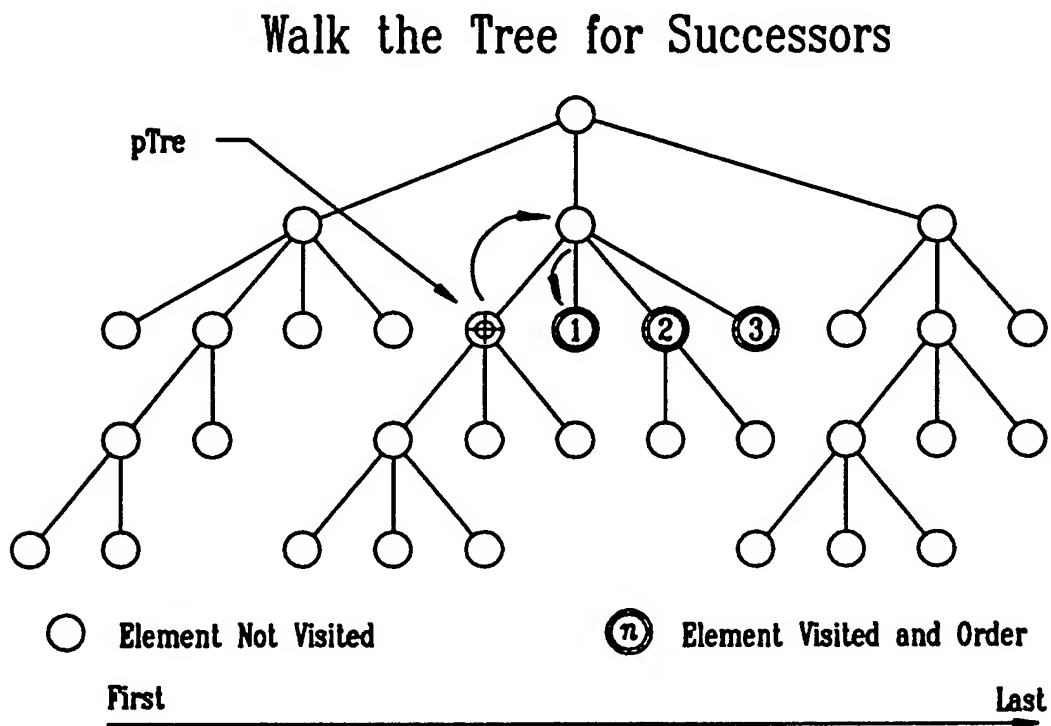 Walk the Tree for Successors
pTre
1 2 3
Element Not Visited
n Element Visited and Order
First Last